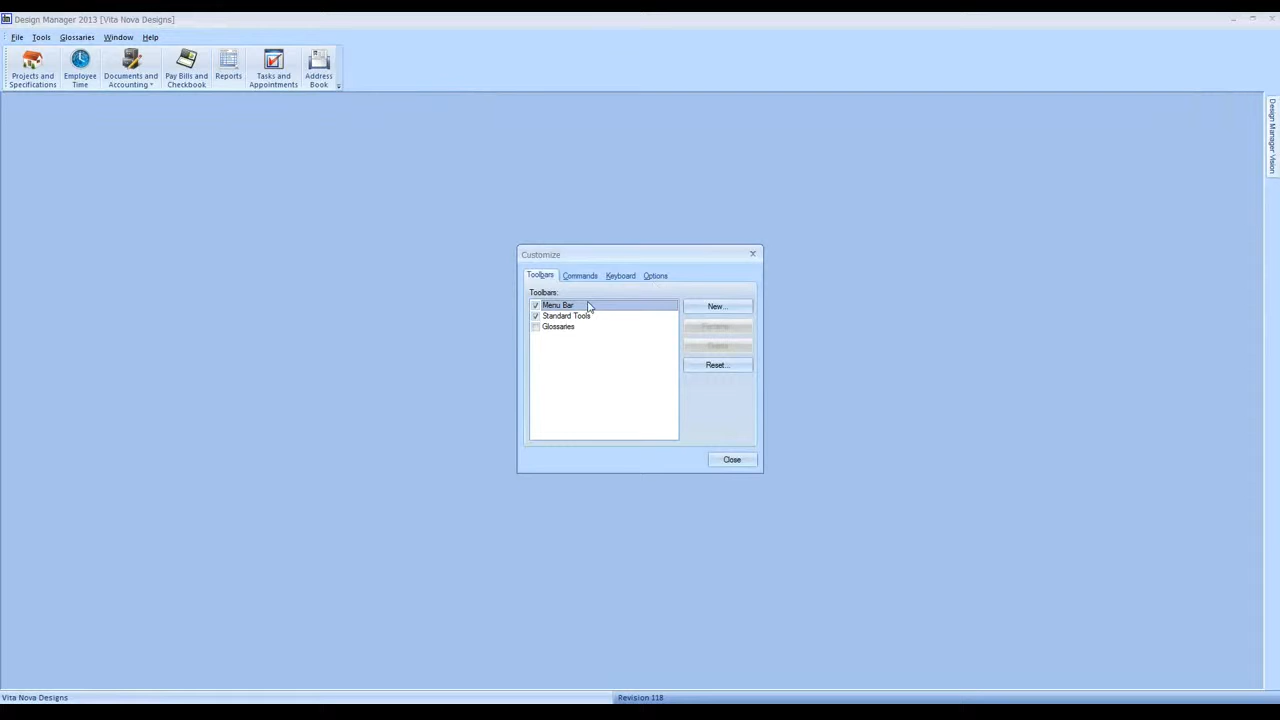 Design Manager 2013 [Vita Nova Designs]
File Tools Glossaries Window Help
Projects and Specifications
Employee Time
Documents and Accounting
Pay Bills and Checkbook
Reports
Tasks and Appointments
Address Book
Design Manager Vision
Customize
Toolbars Commands Keyboard Options
Toolbars:
Menu Bar
Standard Tools
Glossaries
New...
Reset...
Close
Vita Nova Designs
Revision 118